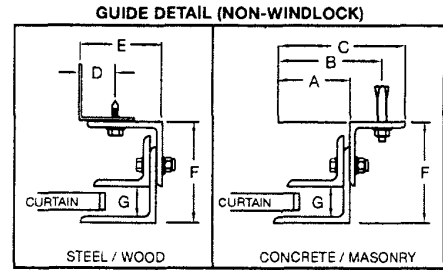 GUIDE DETAIL (NON-WINDLOCK)
E
D
F
G
CURTAIN
STEEL / WOOD
C
B
A
F
G
CURTAIN
CONCRETE / MASONRY